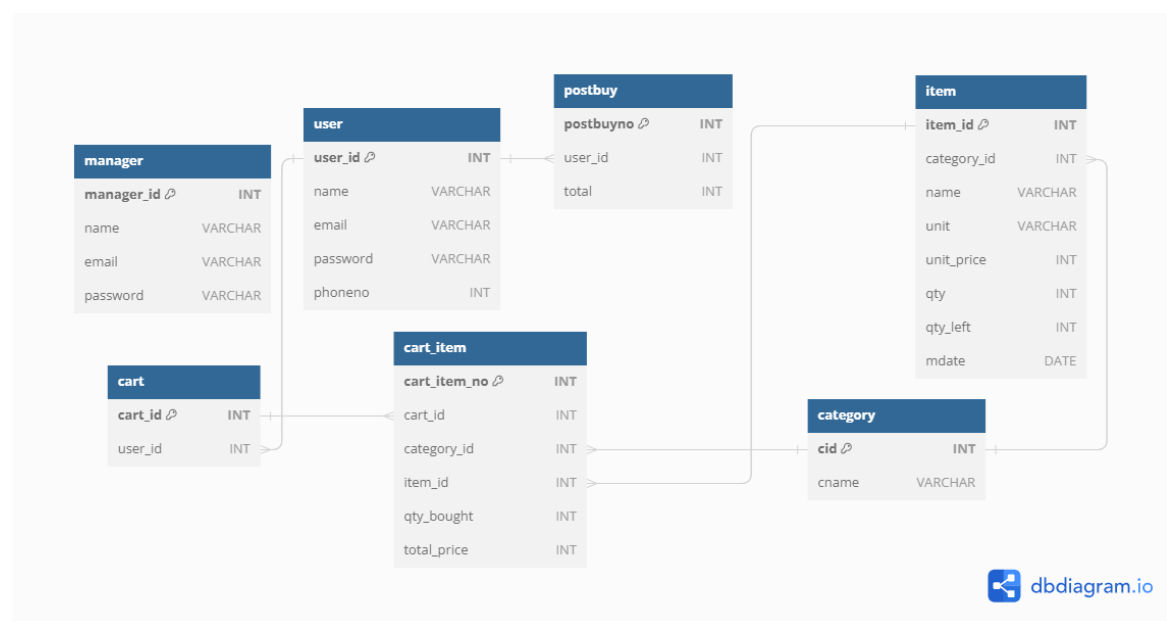 manager
manager_id INT
name VARCHAR
email VARCHAR
password VARCHAR
user
user_id INT
name VARCHAR
email VARCHAR
password VARCHAR
phoneno INT
postbuy
postbuyno INT
user_id INT
total INT
item
item_id INT
category_id INT
name VARCHAR
unit VARCHAR
unit_price INT
qty INT
qty_left INT
mdate DATE
cart
cart_id INT
user_id INT
cart_item
cart_item_no INT
cart_id INT
category_id INT
item_id INT
qty_bought INT
total_price INT
category
cid INT
cname VARCHAR
dbdiagram.io